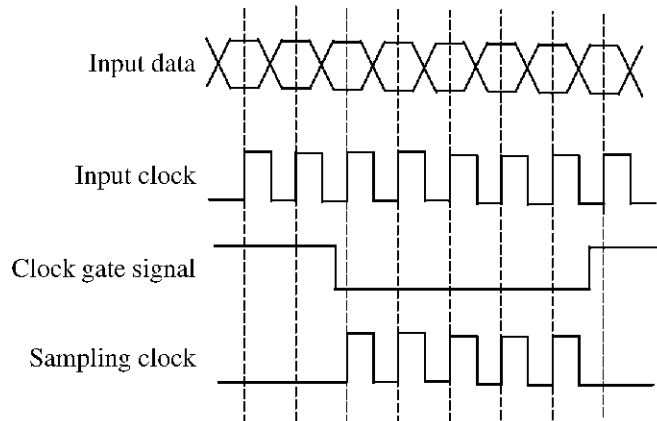 Input data
Input clock
Clock gate signal
Sampling clock